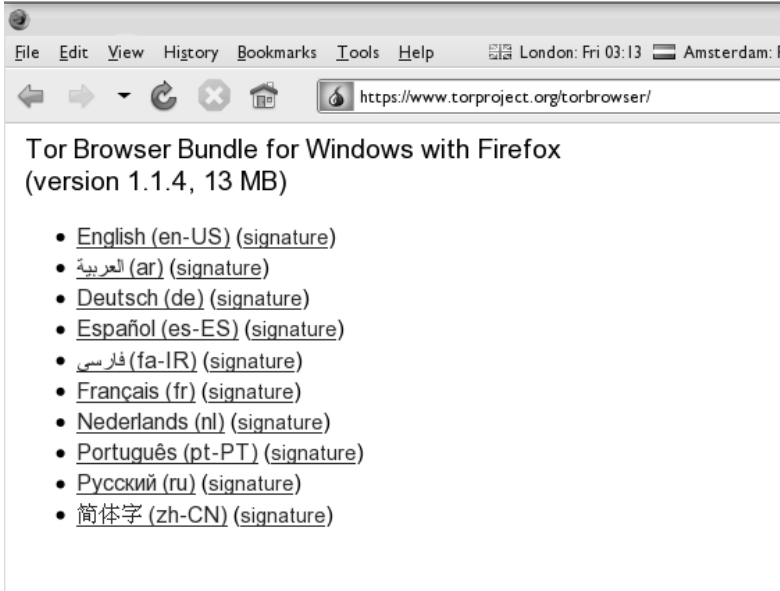 File Edit View History Bookmarks Tools Help London: Fri 03:13 Amsterdam:
https://www.torproject.org/torbrowser/
Tor Browser Bundle for Windows with Firefox
(version 1.1.4, 13 MB)
• English (en-US) (signature)
• العربية (ar) (signature)
• Deutsch (de) (signature)
• Español (es-ES) (signature)
• فارسی (fa-IR) (signature)
• Français (fr) (signature)
• Nederlands (nl) (signature)
• Português (pt-PT) (signature)
• Русский (ru) (signature)
• 简体字 (zh-CN) (signature)